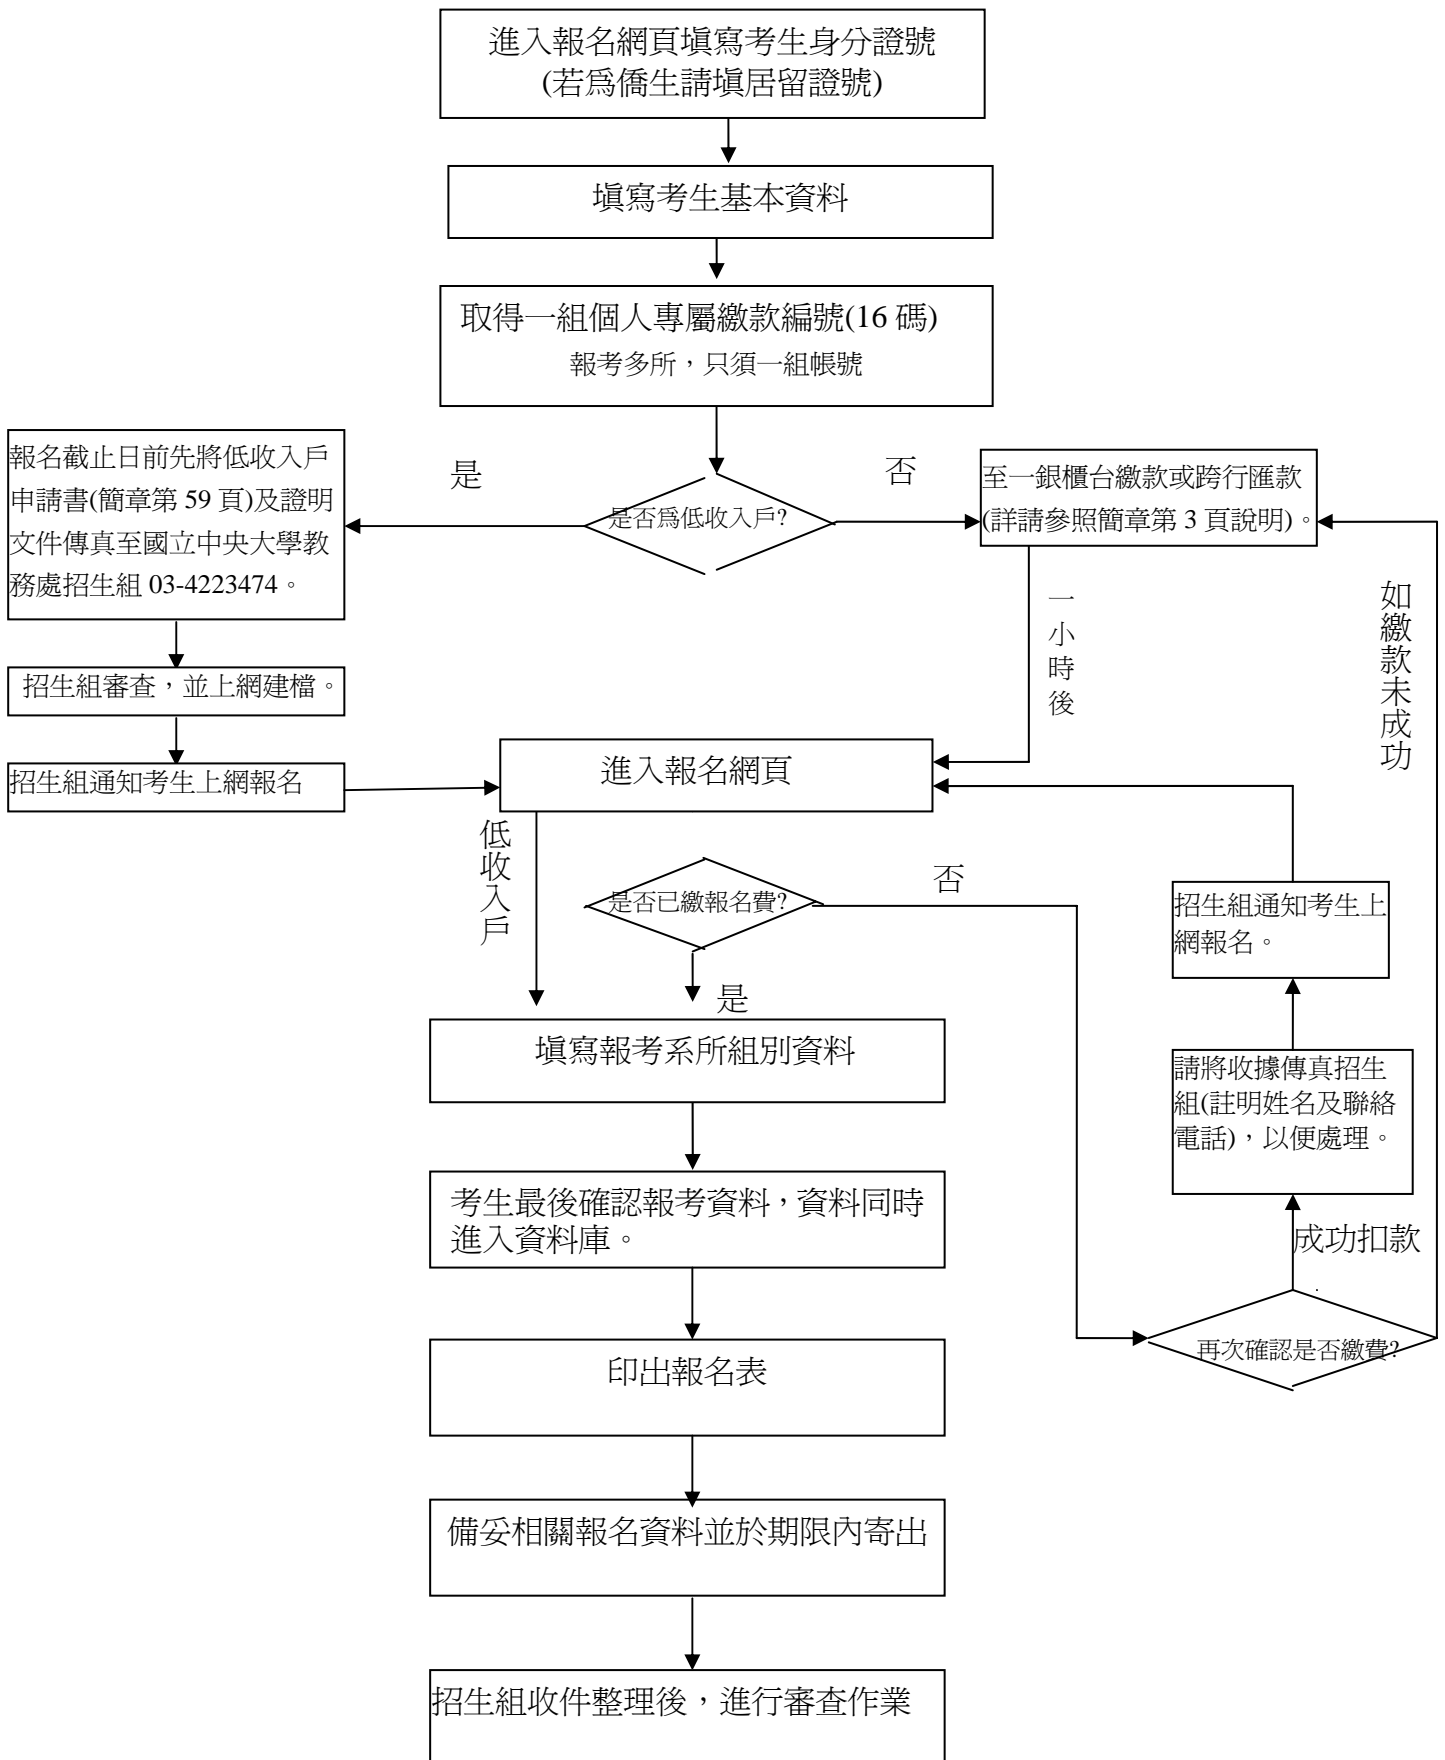 進入報名網頁填寫考生身分證號
(若為僑生請填居留證號)
填寫考生基本資料
取得一組個人專屬繳款編號(16 碼)
報考多所，只須一組帳號
是否為低收入戶?
是
否
報名截止日前先將低收入戶
申請書(簡章第 59 頁)及證明
文件傳真至國立中央大學教
務處招生組 03-4223474。
招生組審查，並上網建檔。
招生組通知考生上網報名
至一銀櫃台繳款或跨行匯款
(詳請參照簡章第 3 頁說明)。
一小時後
如繳款未成功
進入報名網頁
低收入戶
是否已繳報名費?
否
是
招生組通知考生上
網報名。
請將收據傳真招生
組(註明姓名及聯絡
電話)，以便處理。
成功扣款
再次確認是否繳費?
填寫報考系所組別資料
考生最後確認報考資料，資料同時
進入資料庫。
印出報名表
備妥相關報名資料並於期限內寄出
招生組收件整理後，進行審查作業